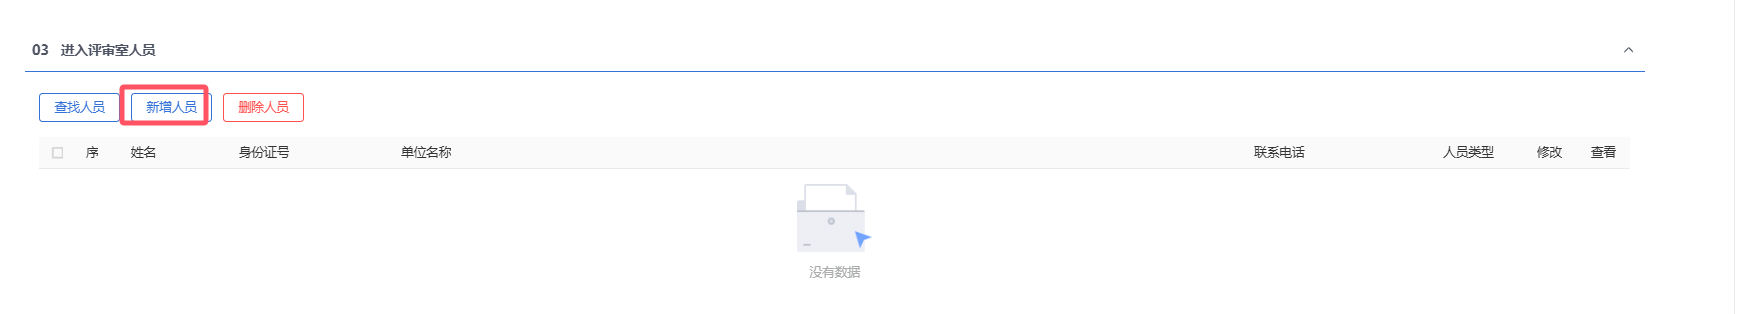 03 进入评审室人员
查找人员 新增人员 删除人员
序 姓名 身份证号 单位名称 联系电话 人员类型 修改 查看
没有数据